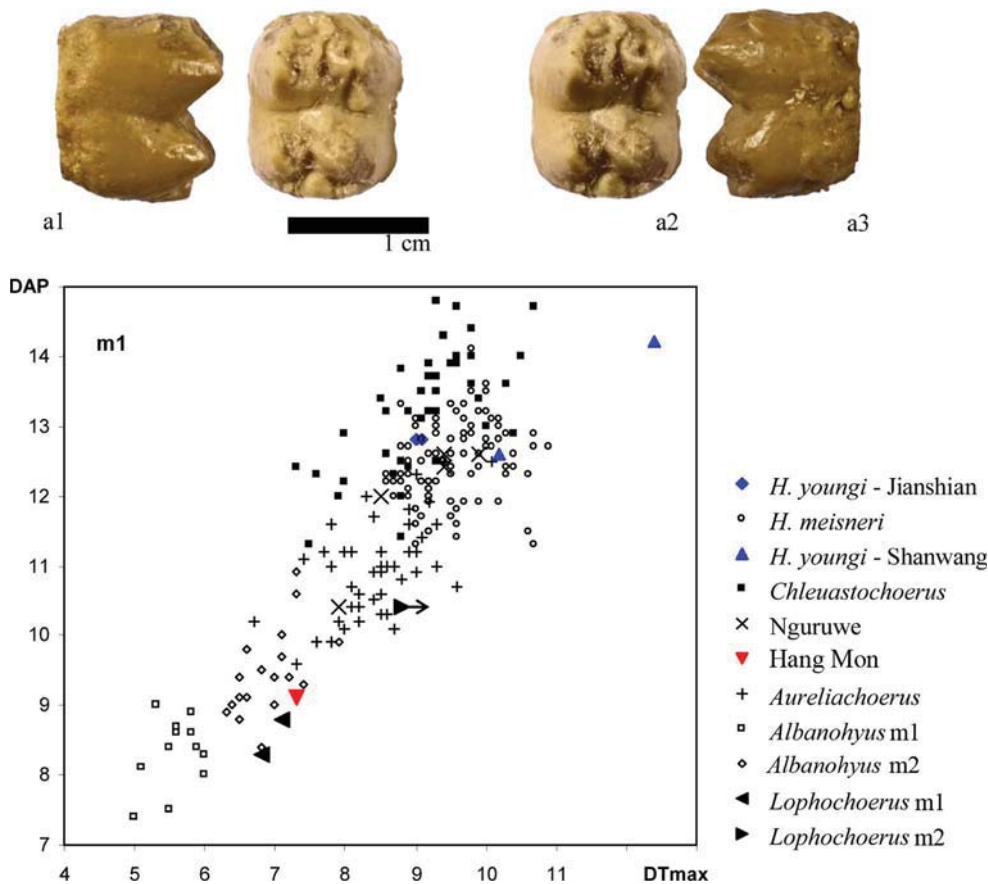 a1
a2
a3
1 cm
DAP
m1
14
13
12
11
10
9
8
7
4 5 6 7 8 9 10 11 DTmax
H. youngi - Jianshian
H. meisneri
H. youngi - Shanwang
Chleuastochoerus
Nguruwe
Hang Mon
Aureliachoerus
Albanohyus m1
Albanohyus m2
Lophochoerus m1
Lophochoerus m2